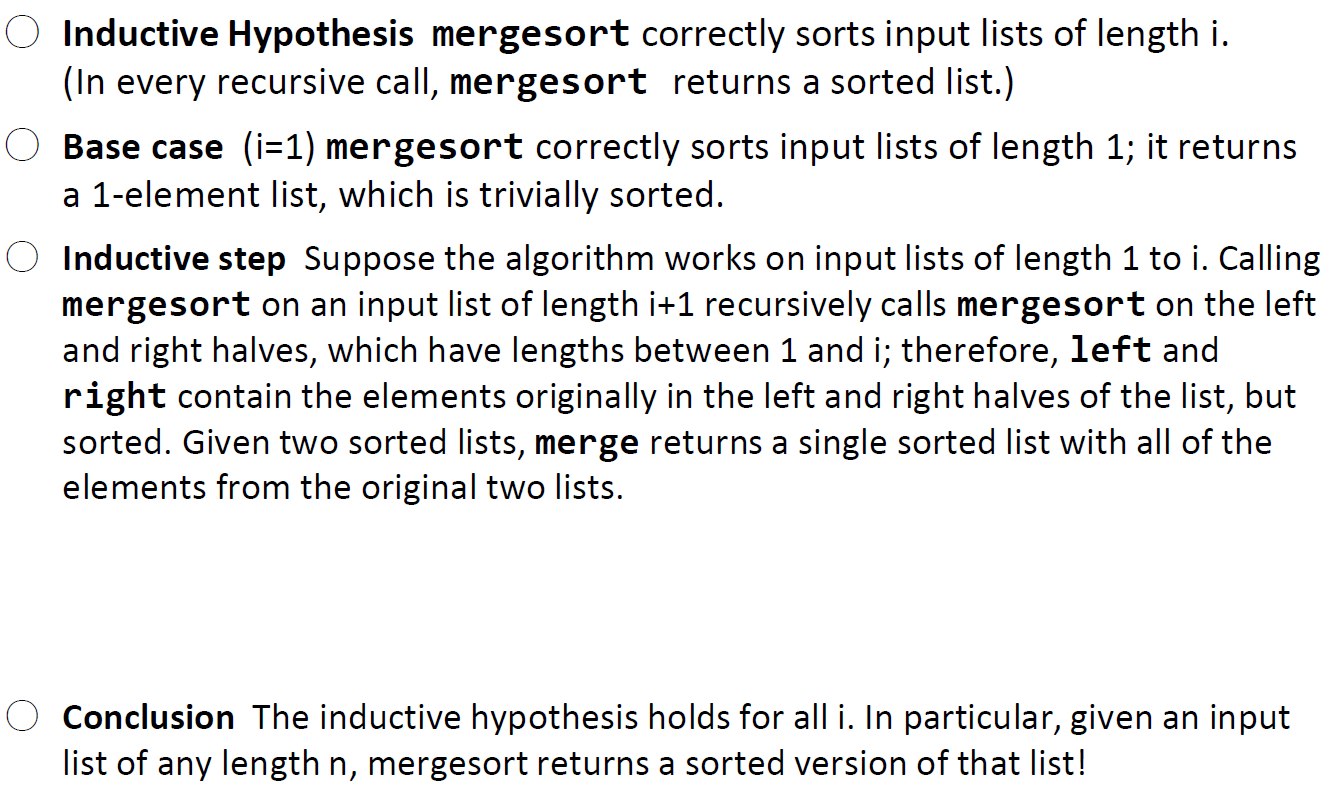 Inductive Hypothesis mergesort correctly sorts input lists of length i.
(In every recursive call, mergesort returns a sorted list.)
Base case (i=1) mergesort correctly sorts input lists of length 1; it returns
a 1-element list, which is trivially sorted.
Inductive step Suppose the algorithm works on input lists of length 1 to i. Calling
mergesort on an input list of length i+1 recursively calls mergesort on the left
and right halves, which have lengths between 1 and i; therefore, left and
right contain the elements originally in the left and right halves of the list, but
sorted. Given two sorted lists, merge returns a single sorted list with all of the
elements from the original two lists.
Conclusion The inductive hypothesis holds for all i. In particular, given an input
list of any length n, mergesort returns a sorted version of that list!